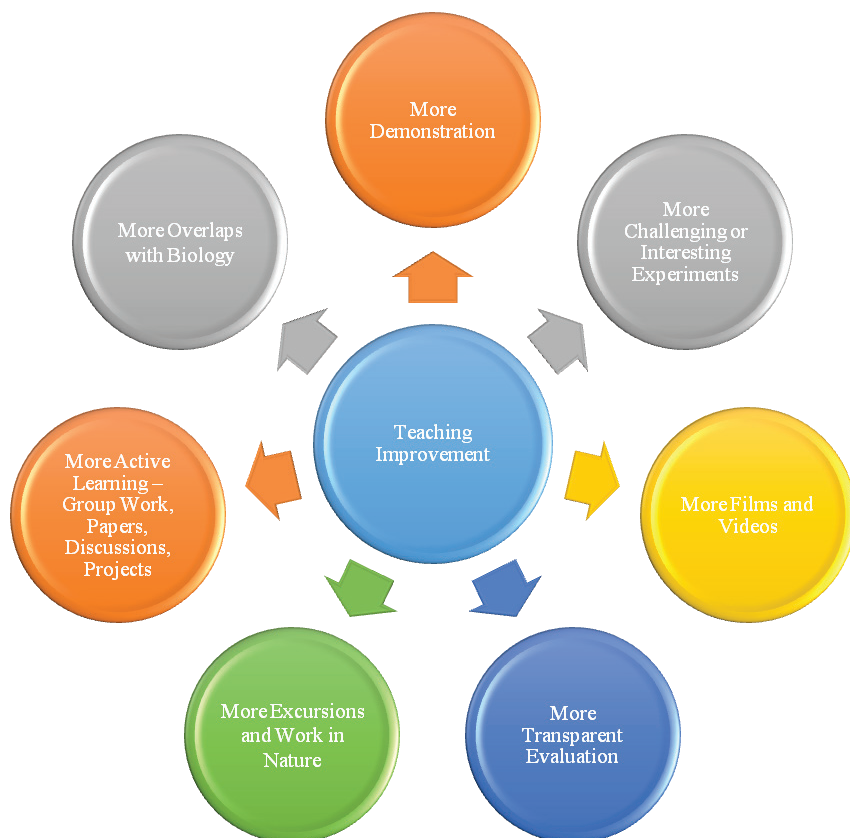 More
Demonstration
More
Challenging or
Interesting
Experiments
More Films and
Videos
More
Transparent
Evaluation
More Excursions
and Work in
Nature
More Active
Learning –
Group Work,
Papers,
Discussions,
Projects
More Overlaps
with Biology
Teaching
Improvement